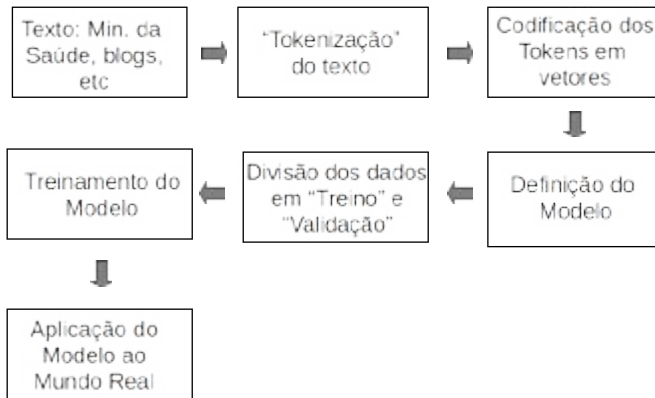 Texto: Min. da
Saúde, blogs,
etc
"Tokenização"
do texto
Codificação dos
Tokens em
vetores
Definição do
Modelo
Divisão dos dados
em "Treino" e
"Validação"
Treinamento do
Modelo
Aplicação do
Modelo ao
Mundo Real